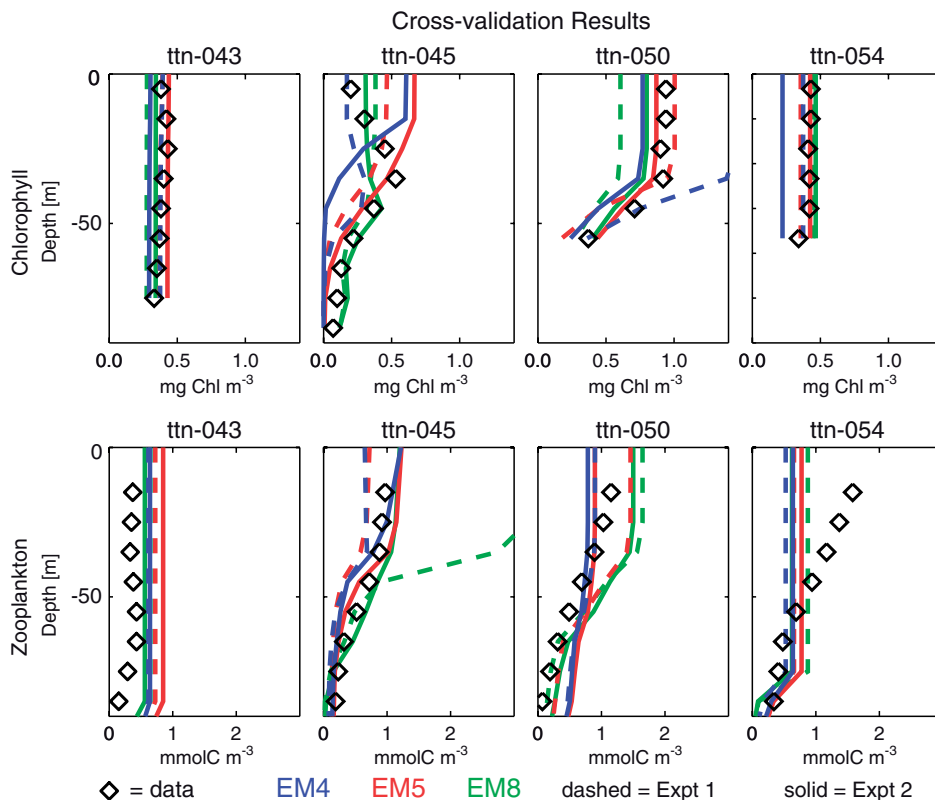 Cross-validation Results
ttn-043 ttn-045 ttn-050 ttn-054
0
-50
Chlorophyll
Depth [m]
0.0 0.5 1.0 0.0 0.5 1.0 0.0 0.5 1.0 0.0 0.5 1.0
mg Chl m⁻³ mg Chl m⁻³ mg Chl m⁻³ mg Chl m⁻³
ttn-043 ttn-045 ttn-050 ttn-054
0
-50
Zooplankton
Depth [m]
0 1 2 0 1 2 0 1 2 0 1 2
mmolC m⁻³ mmolC m⁻³ mmolC m⁻³ mmolC m⁻³
= data EM4 EM5 EM8 dashed = Expt 1 solid = Expt 2